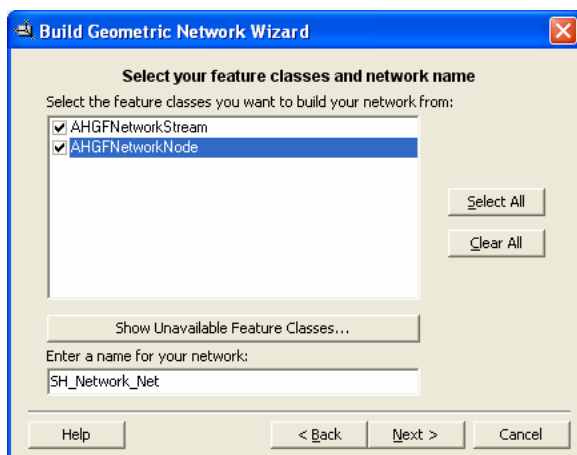 Build Geometric Network Wizard
Select your feature classes and network name
Select the feature classes you want to build your network from:
AHGFNetworkStream
AHGFNetworkNode
Select All
Clear All
Show Unavailable Feature Classes...
Enter a name for your network:
SH_Network_Net
Help
< Back
Next >
Cancel